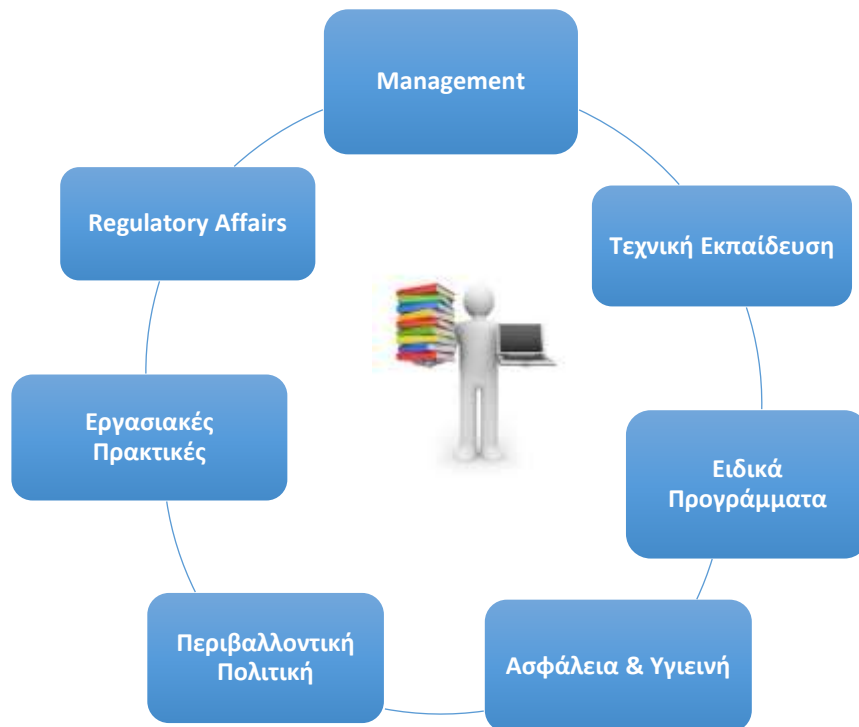 Management
Τεχνική Εκπαίδευση
Ειδικά
Προγράμματα
Ασφάλεια & Υγιεινή
Περιβαλλοντική
Πολιτική
Εργασιακές
Πρακτικές
Regulatory Affairs